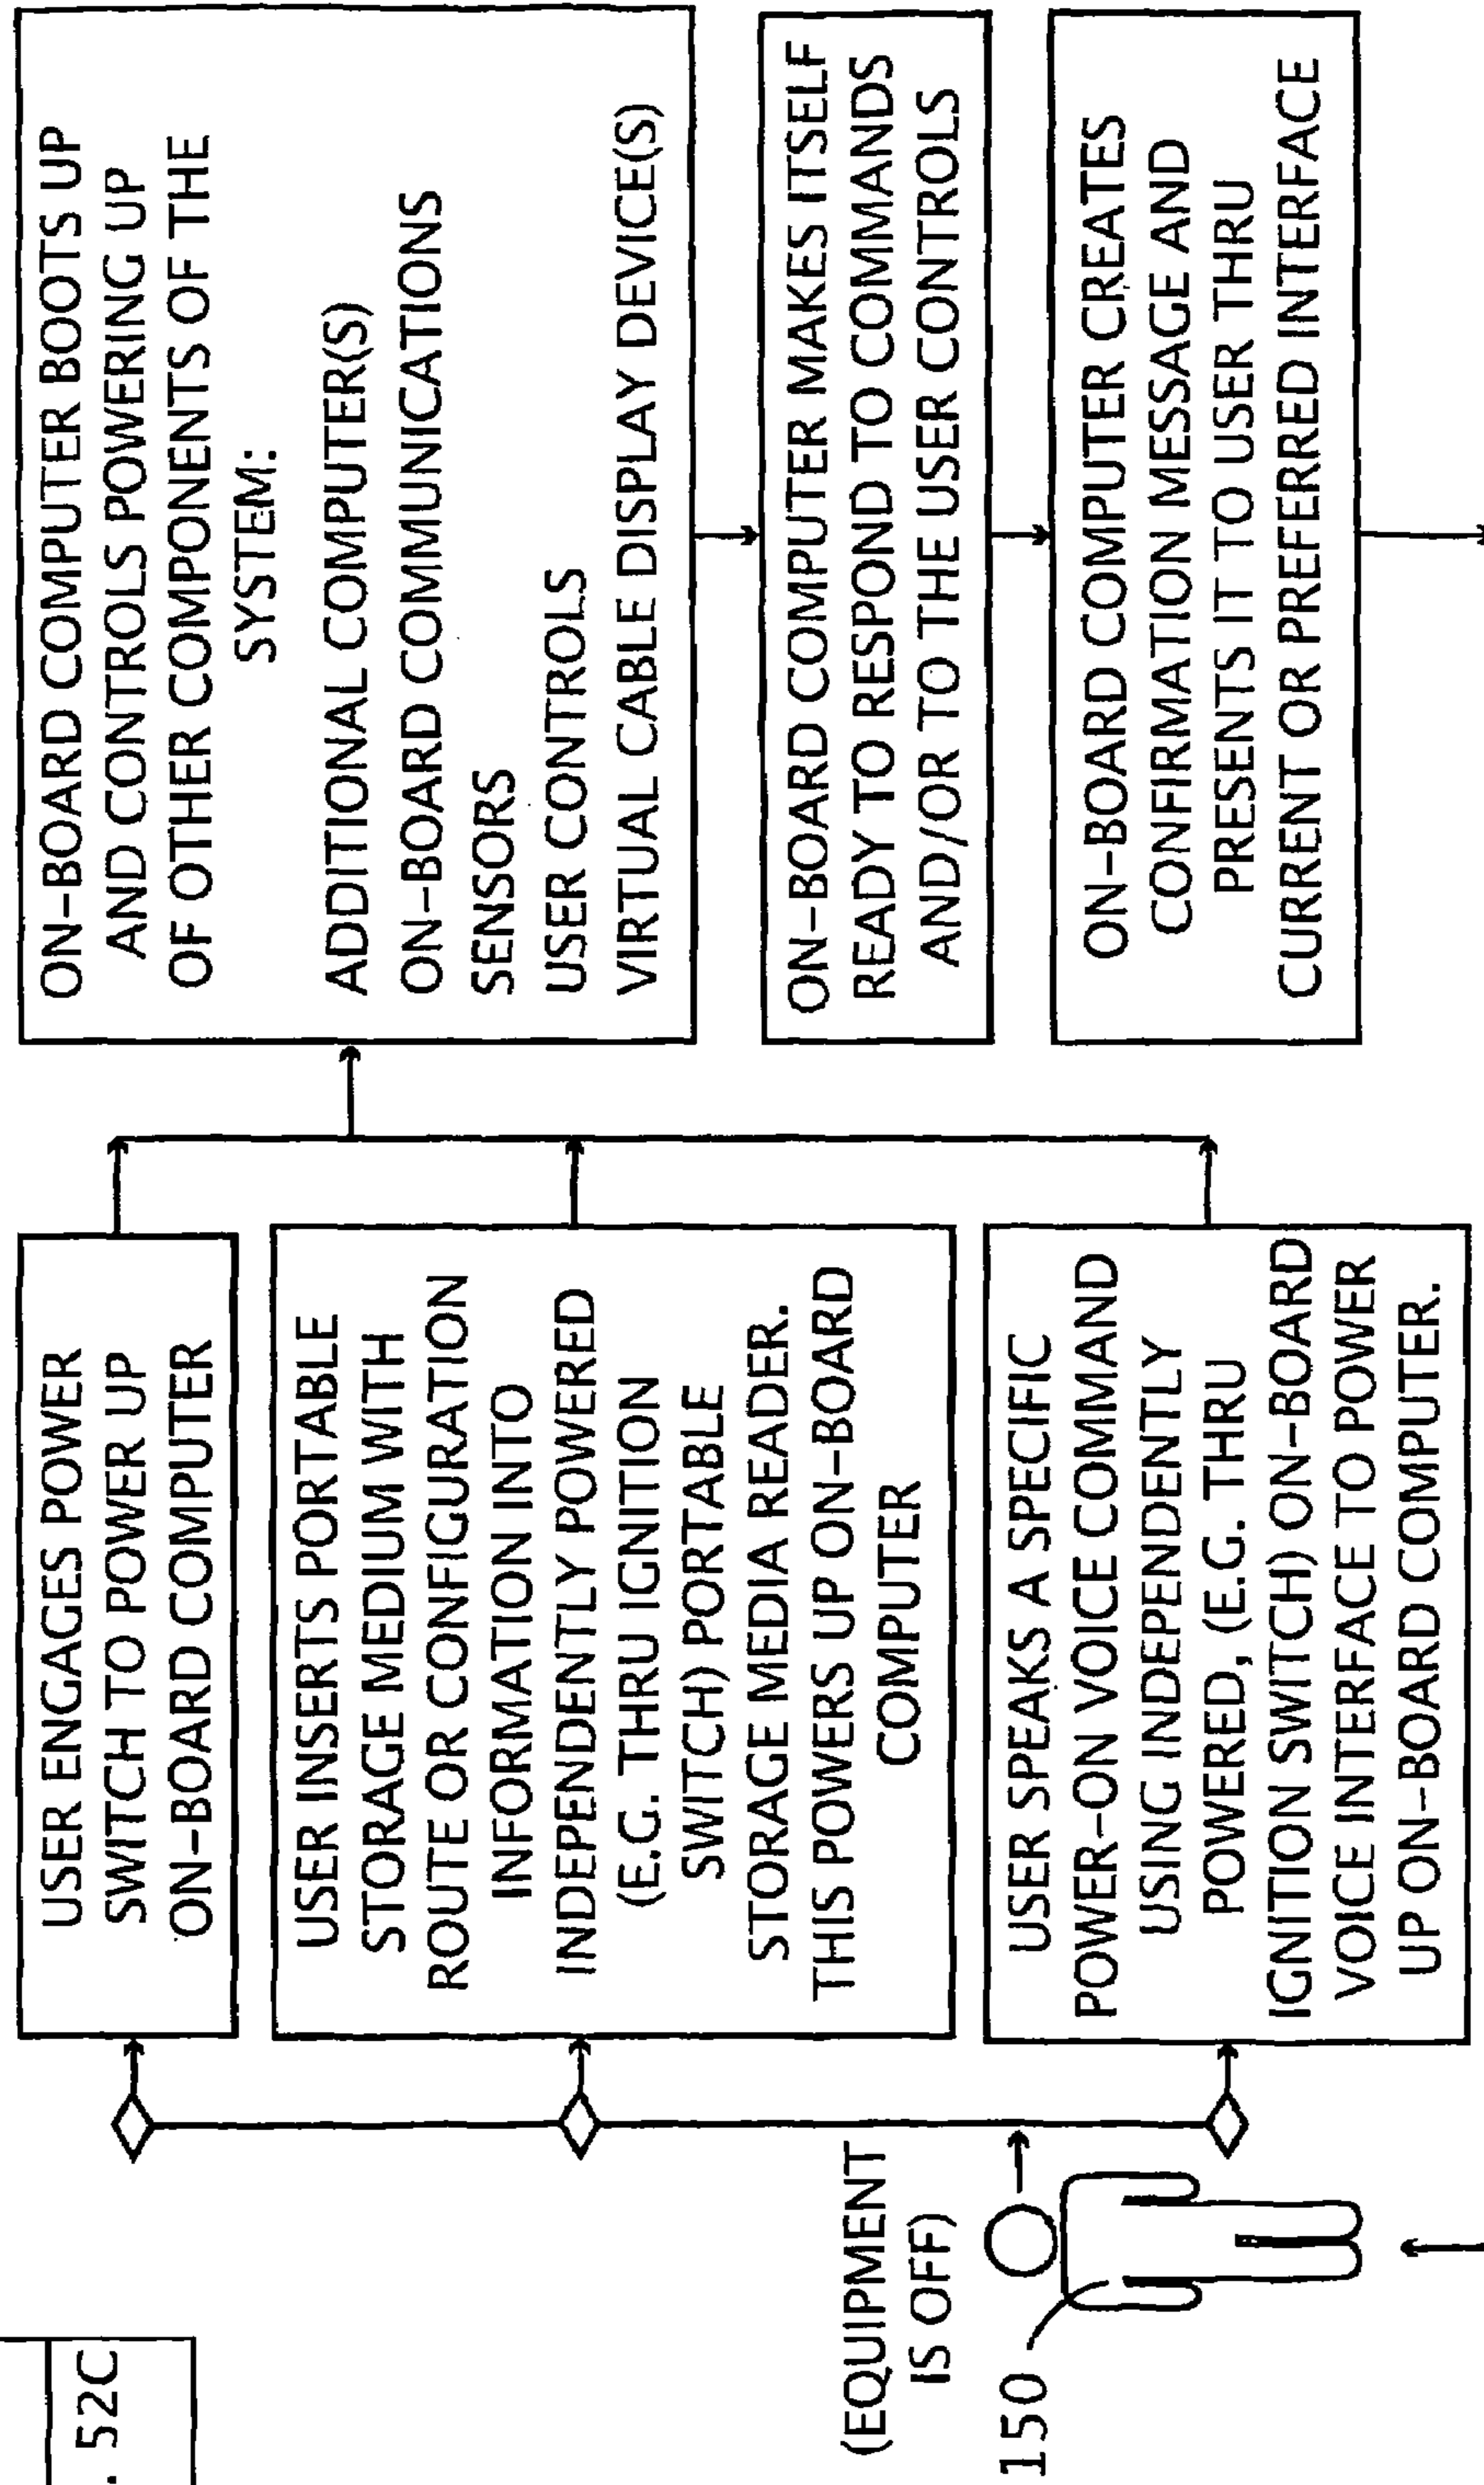 . 52C
(EQUIPMENT
IS OFF)
150
USER ENGAGES POWER
SWITCH TO POWER UP
ON-BOARD COMPUTER
USER INSERTS PORTABLE
STORAGE MEDIUM WITH
ROUTE OR CONFIGURATION
INFORMATION INTO
INDEPENDENTLY POWERED
(E.G. THRU IGNITION
SWITCH) PORTABLE
STORAGE MEDIA READER.
THIS POWERS UP ON-BOARD
COMPUTER
USER SPEAKS A SPECIFIC
POWER-ON VOICE COMMAND
USING INDEPENDENTLY
POWERED, (E.G. THRU
IGNITION SWITCH) ON-BOARD
VOICE INTERFACE TO POWER
UP ON-BOARD COMPUTER.
ON-BOARD COMPUTER BOOTS UP
AND CONTROLS POWERING UP
OF OTHER COMPONENTS OF THE
SYSTEM:
ADDITIONAL COMPUTER(S)
ON-BOARD COMMUNICATIONS
SENSORS
USER CONTROLS
VIRTUAL CABLE DISPLAY DEVICE(S)
ON-BOARD COMPUTER MAKES ITSELF
READY TO RESPOND TO COMMANDS
AND/OR TO THE USER CONTROLS
ON-BOARD COMPUTER CREATES
CONFIRMATION MESSAGE AND
PRESENTS IT TO USER THRU
CURRENT OR PREFERRED INTERFACE